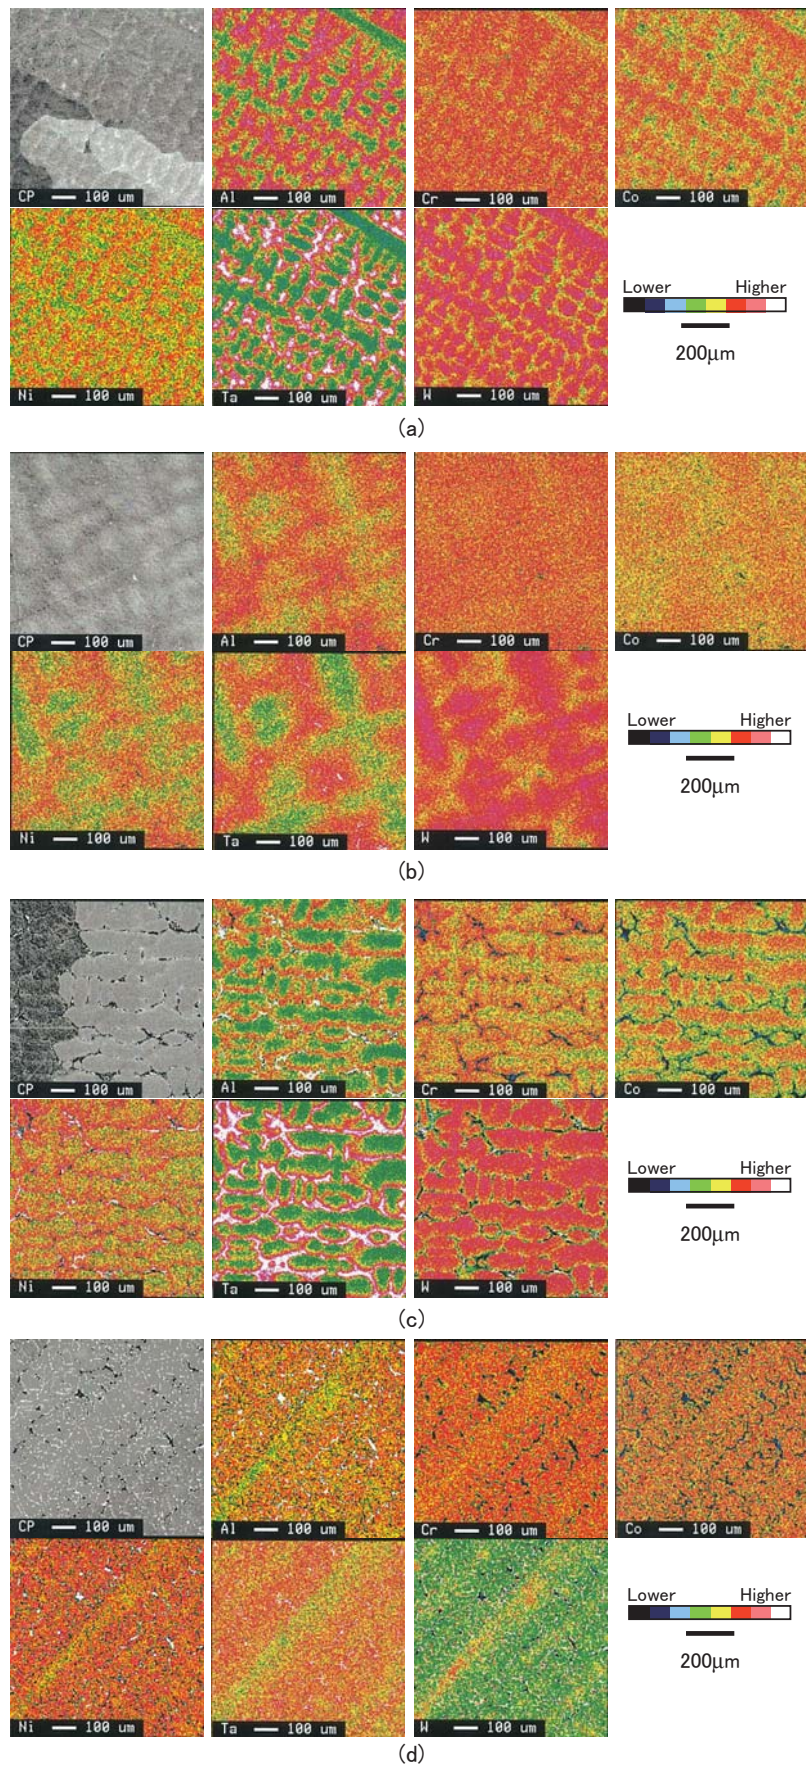 CP 100 um
Al 100 um
Cr 100 um
Co 100 um
Ni 100 um
Ta 100 um
W 100 um
Lower Higher
200μm
(a)
CP 100 um
Al 100 um
Cr 100 um
Co 100 um
Ni 100 um
Ta 100 um
W 100 um
Lower Higher
200μm
(b)
CP 100 um
Al 100 um
Cr 100 um
Co 100 um
Ni 100 um
Ta 100 um
W 100 um
Lower Higher
200μm
(c)
CP 100 um
Al 100 um
Cr 100 um
Co 100 um
Ni 100 um
Ta 100 um
W 100 um
Lower Higher
200μm
(d)